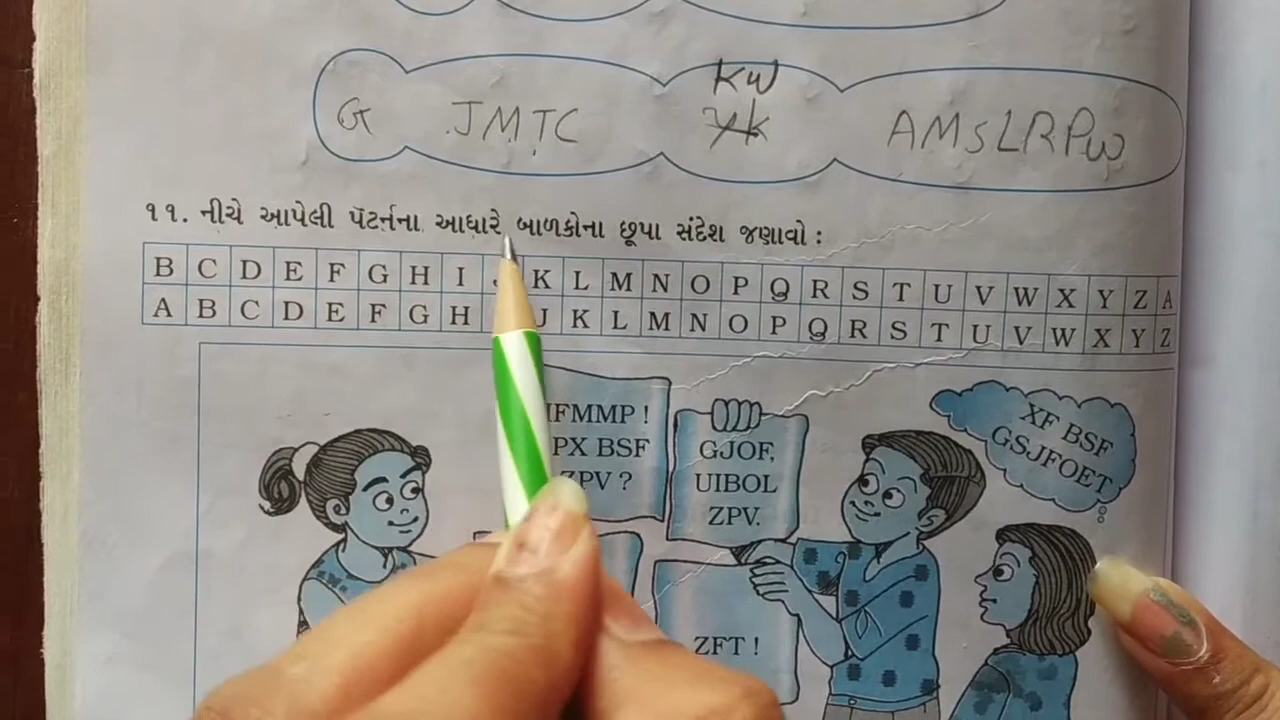 G JMTC KW AMSLRPW
૧૧. નીચે આપેલી પૅટર્નના આધારે બાળકોના છૂપા સંદેશ જણાવો :
B C D E F G H I J K L M N O P Q R S T U V W X Y Z A
A B C D E F G H J K L M N O P Q R S T U V W X Y Z
IFMMP !
PX BSF
ZPV ?
GJOF,
UIBOL
ZPV.
XF BSF
GSJFOET
ZFT !